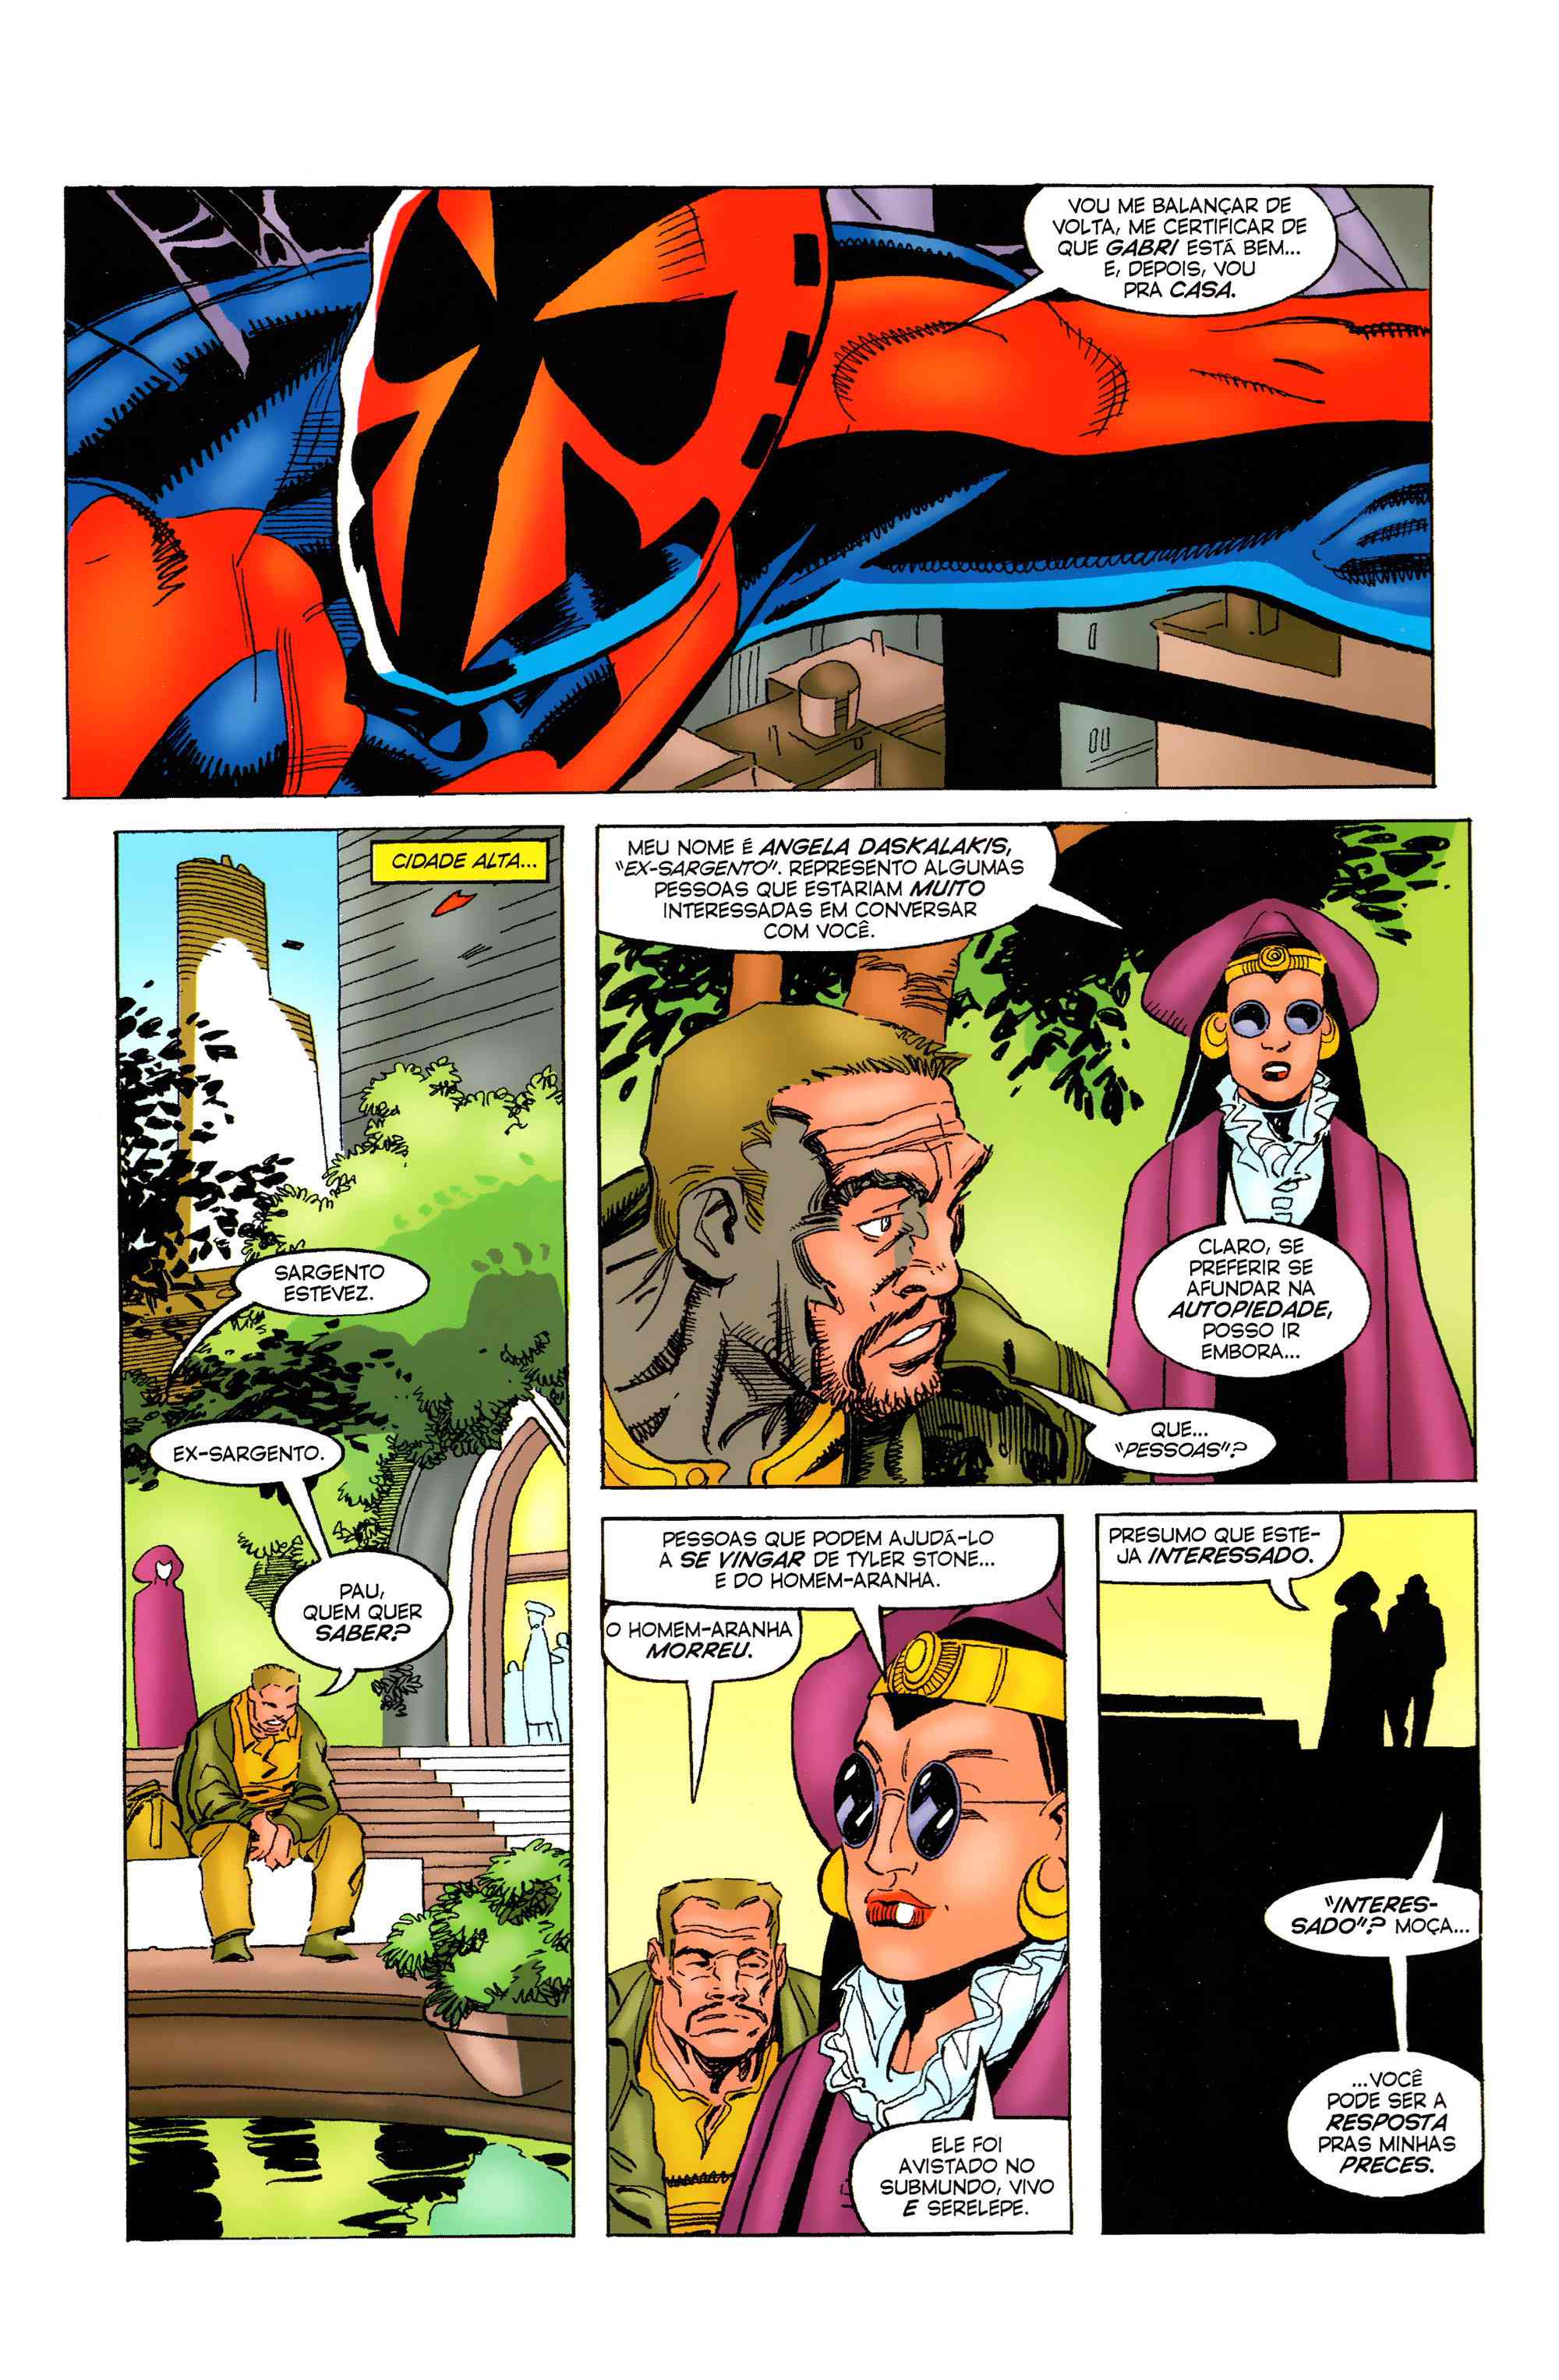 VOU ME BALANÇAR DE
VOLTA, ME CERTIFICAR DE
QUE GABRI ESTÁ BEM...
E, DEPOIS, VOU
PRA CASA.
CIDADE ALTA...
SARGENTO
ESTEVEZ.
EX-SARGENTO.
PAU,
QUEM QUER
SABER?
MEU NOME É ANGELA DASKALAKIS,
"EX-SARGENTO". REPRESENTO ALGUMAS
PESSOAS QUE ESTARIAM MUITO
INTERESSADAS EM CONVERSAR
COM VOCÊ.
CLARO, SE
PREFERIR SE
AFUNDAR NA
AUTOPIEDADE,
POSSO IR
EMBORA...
QUE...
"PESSOAS"?
PESSOAS QUE PODEM AJUDÁ-LO
A SE VINGAR DE TYLER STONE...
E DO HOMEM-ARANHA.
O HOMEM-ARANHA
MORREU.
ELE FOI
AVISTADO NO
SUBMUNDO, VIVO
E SERELEPE.
PRESUMO QUE ESTE-
JA INTERESSADO.
"INTERES-
SADO"? MOÇA...
...VOCÊ
PODE SER A
RESPOSTA
PRAS MINHAS
PRECES.